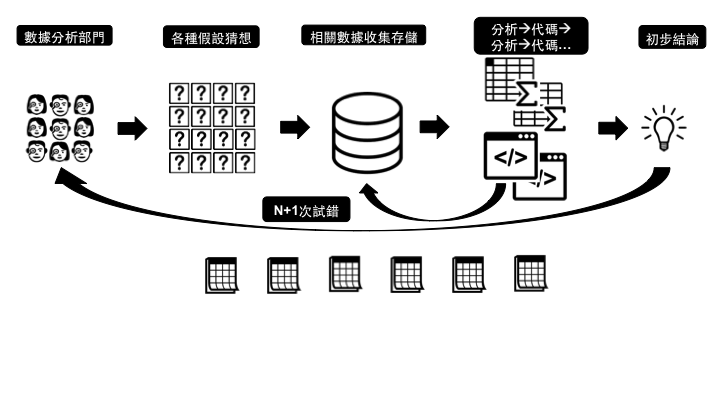 數據分析部門
各種假設猜想
相關數據收集存儲
分析→代碼→
分析→代碼...
初步結論
? ? ? ?
? ? ? ?
? ? ? ?
? ? ? ?
Σ
Σ
</>
</>
N+1次試錯